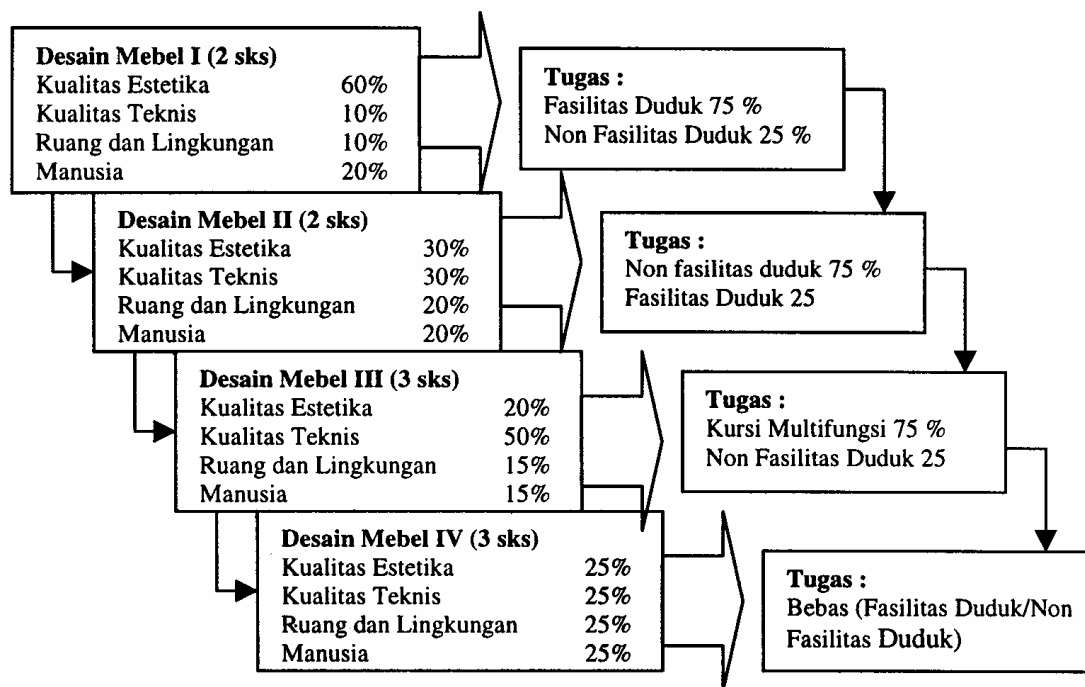 Desain Mebel I (2 sks)
Kualitas Estetika 60%
Kualitas Teknis 10%
Ruang dan Lingkungan 10%
Manusia 20%
Tugas :
Fasilitas Duduk 75 %
Non Fasilitas Duduk 25 %
Desain Mebel II (2 sks)
Kualitas Estetika 30%
Kualitas Teknis 30%
Ruang dan Lingkungan 20%
Manusia 20%
Tugas :
Non fasilitas duduk 75 %
Fasilitas Duduk 25
Desain Mebel III (3 sks)
Kualitas Estetika 20%
Kualitas Teknis 50%
Ruang dan Lingkungan 15%
Manusia 15%
Tugas :
Kursi Multifungsi 75 %
Non Fasilitas Duduk 25
Desain Mebel IV (3 sks)
Kualitas Estetika 25%
Kualitas Teknis 25%
Ruang dan Lingkungan 25%
Manusia 25%
Tugas :
Bebas (Fasilitas Duduk/Non
Fasilitas Duduk)